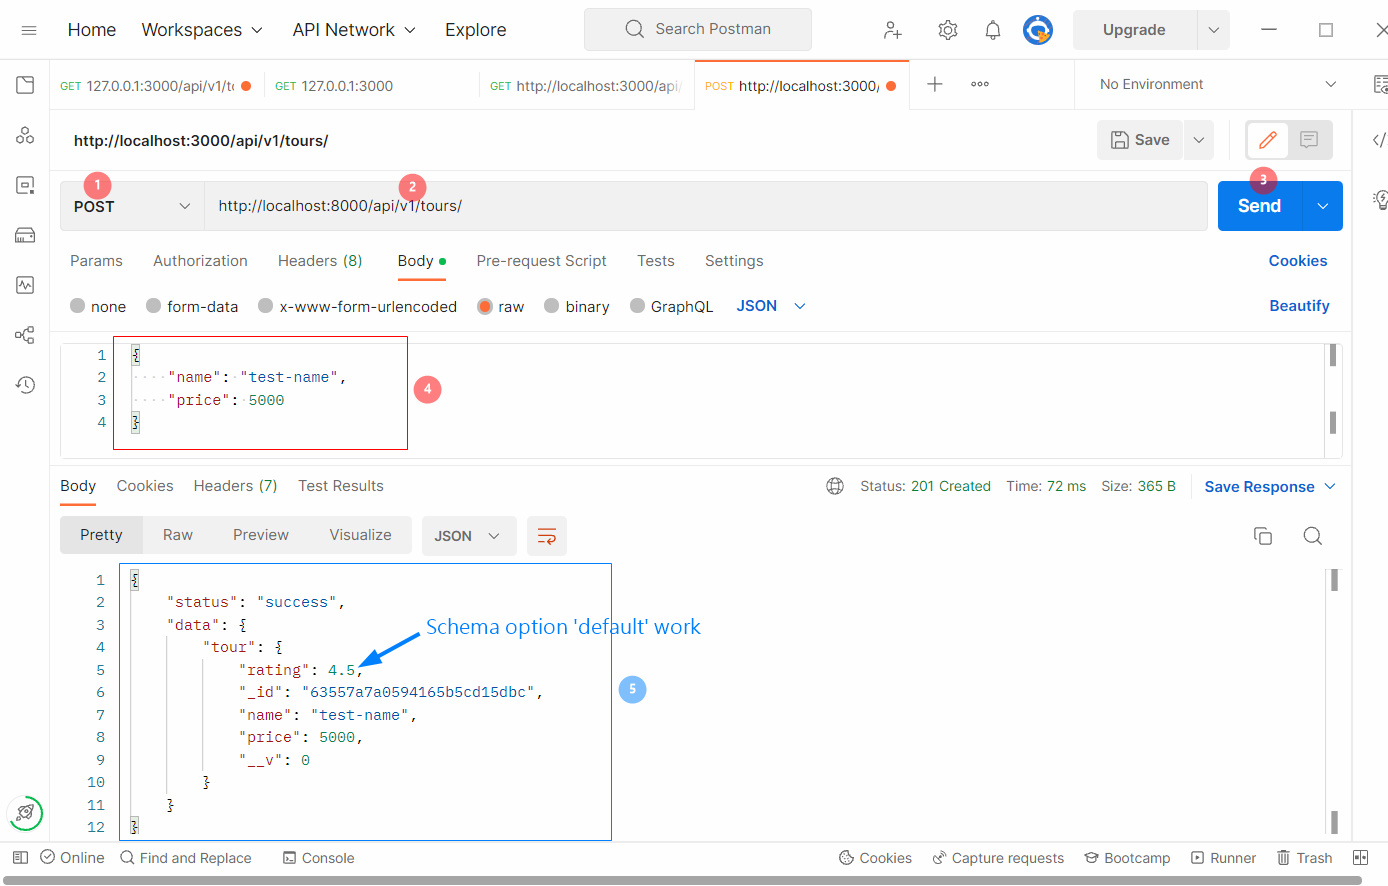 Home Workspaces API Network Explore Search Postman Upgrade
GET 127.0.0.1:3000/api/v1/t GET 127.0.0.1:3000 GET http://localhost:3000/api/ POST http://localhost:3000/ No Environment
http://localhost:3000/api/v1/tours/ Save
1 2 3
POST http://localhost:8000/api/v1/tours/ Send
Params Authorization Headers (8) Body Pre-request Script Tests Settings Cookies
none form-data x-www-form-urlencoded raw binary GraphQL JSON Beautify
1 {
2 "name": "test-name",
3 "price": 5000
4 }
4
Body Cookies Headers (7) Test Results Status: 201 Created Time: 72 ms Size: 365 B Save Response
Pretty Raw Preview Visualize JSON
1 {
2 "status": "success",
3 "data": {
Schema option 'default' work
4 "tour": {
5 "rating": 4.5,
6 "_id": "63557a7a0594165b5cd15dbc",
5
7 "name": "test-name",
8 "price": 5000,
9 "__v": 0
10 }
11 }
12 }
Online Find and Replace Console Cookies Capture requests Bootcamp Runner Trash